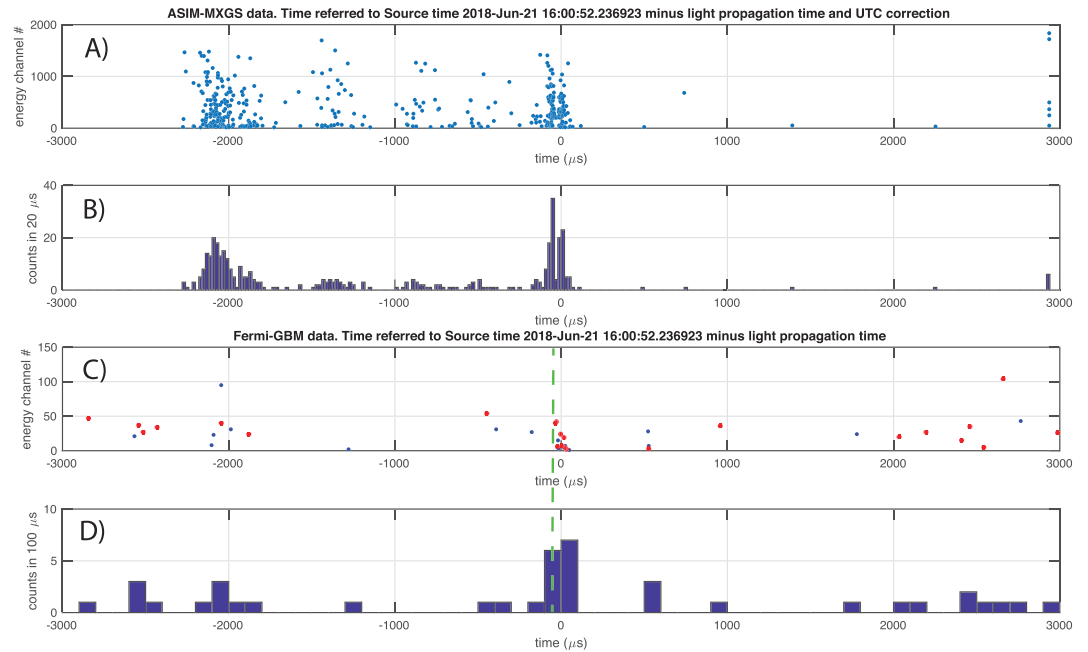 ASIM-MXGS data. Time referred to Source time 2018-Jun-21 16:00:52.236923 minus light propagation time and UTC correction
A)
energy channel #
2000
1000
0
-3000 -2000 -1000 0 1000 2000 3000
time (μs)
B)
counts in 20 μs
40
20
0
-3000 -2000 -1000 0 1000 2000 3000
time (μs)
Fermi-GBM data. Time referred to Source time 2018-Jun-21 16:00:52.236923 minus light propagation time
C)
energy channel #
150
100
50
0
-3000 -2000 -1000 0 1000 2000 3000
time (μs)
D)
counts in 100 μs
10
5
0
-3000 -2000 -1000 0 1000 2000 3000
time (μs)